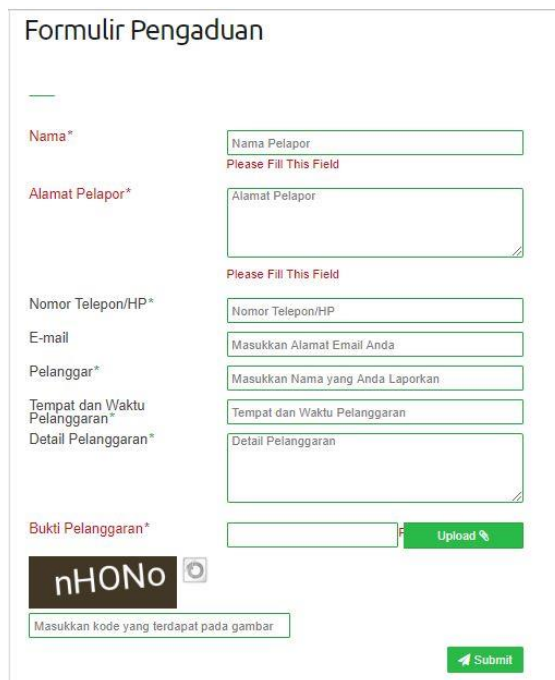 Formulir Pengaduan
Nama*
Nama Pelapor
Please Fill This Field
Alamat Pelapor*
Alamat Pelapor
Please Fill This Field
Nomor Telepon/HP*
Nomor Telepon/HP
E-mail
Masukkan Alamat Email Anda
Pelanggar*
Masukkan Nama yang Anda Laporkan
Tempat dan Waktu
Pelanggaran*
Tempat dan Waktu Pelanggaran
Detail Pelanggaran*
Detail Pelanggaran
Bukti Pelanggaran*
Upload
nHONo
Masukkan kode yang terdapat pada gambar
Submit